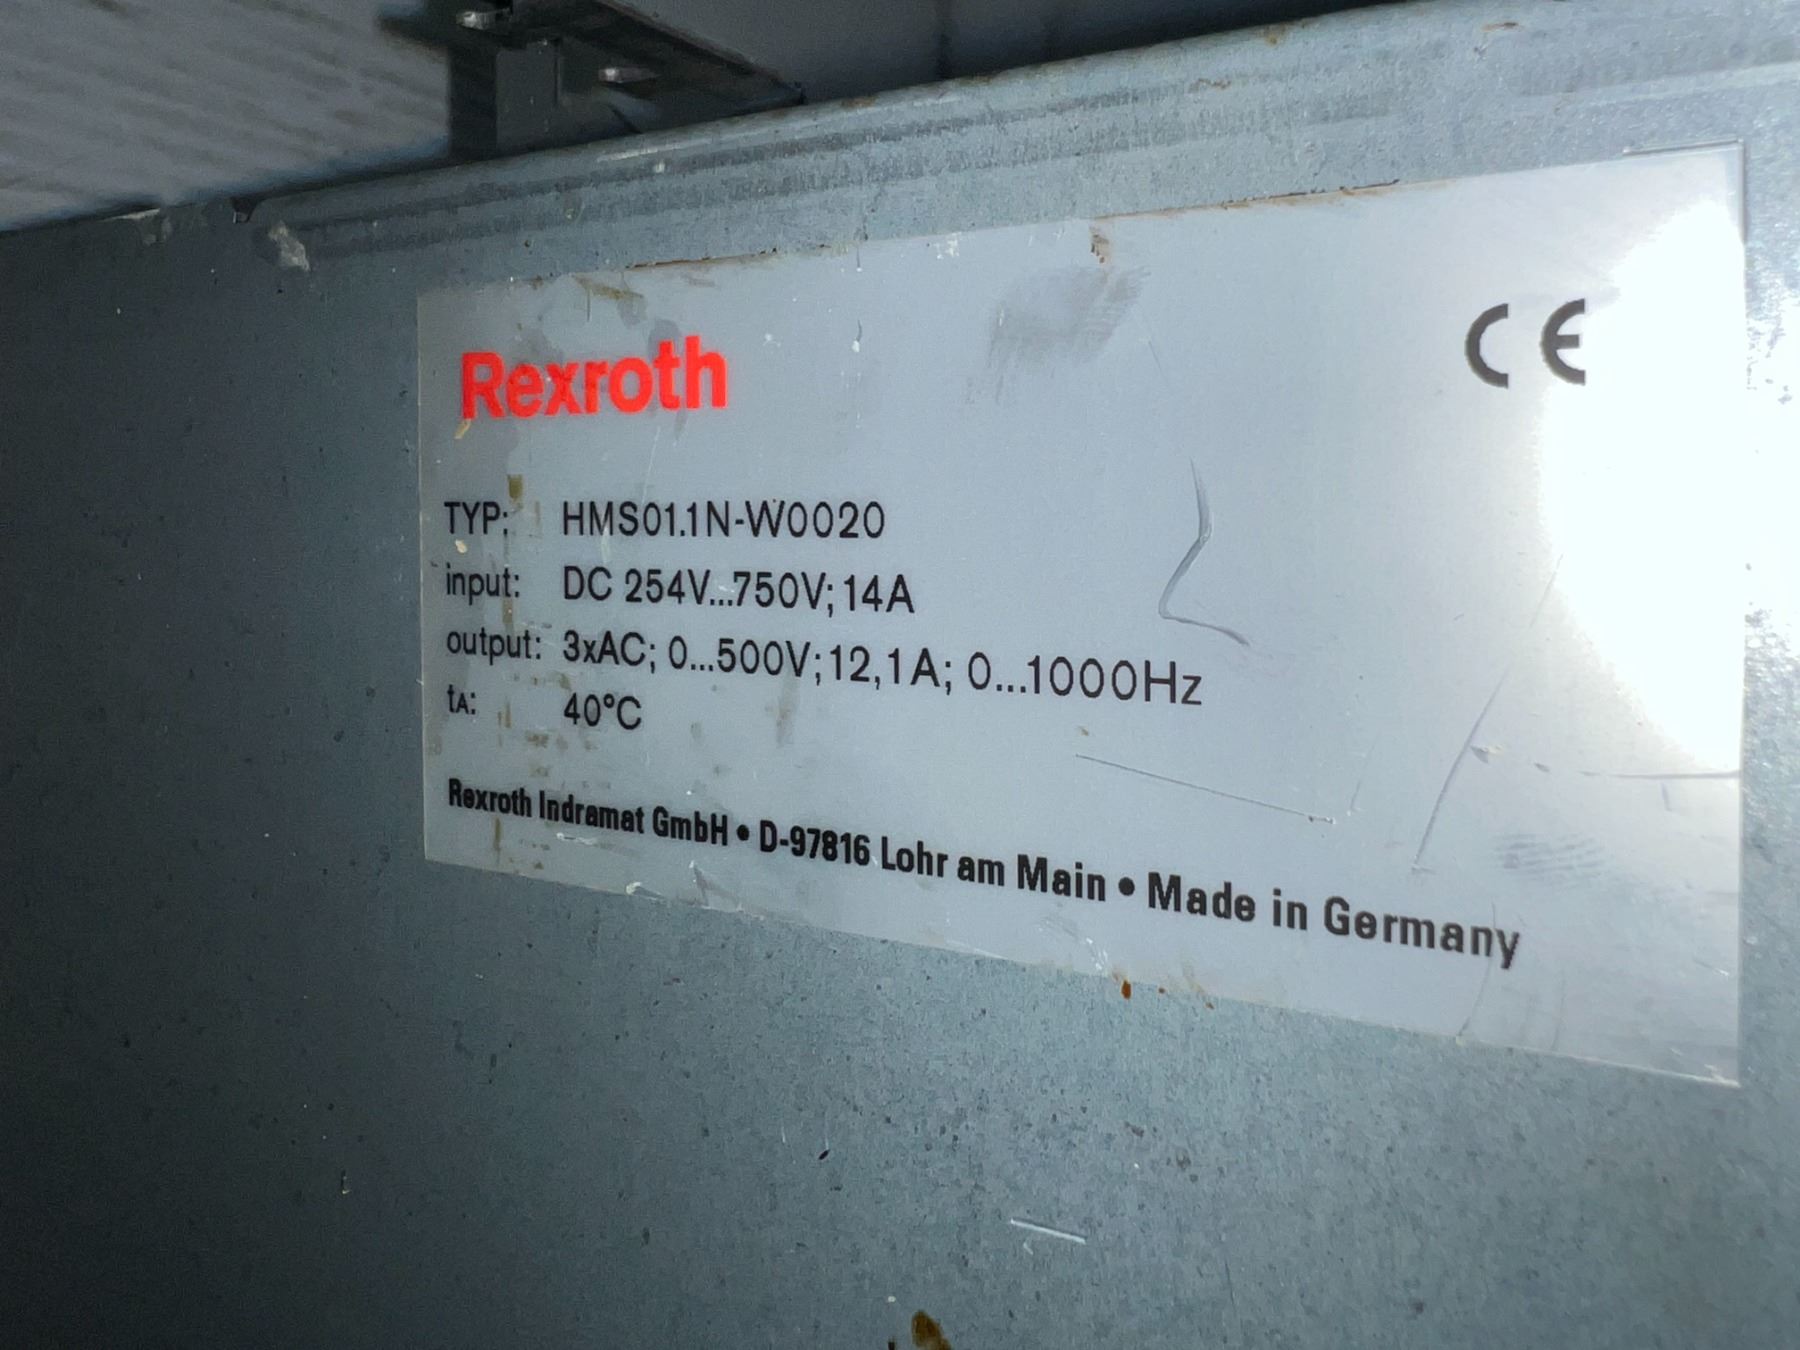 Rexroth
CE
TYP: HMS01.1N-W0020
input: DC 254V...750V; 14A
output: 3xAC; 0...500V; 12,1A; 0...1000Hz
tA: 40°C
Rexroth Indramat GmbH • D-97816 Lohr am Main • Made in Germany